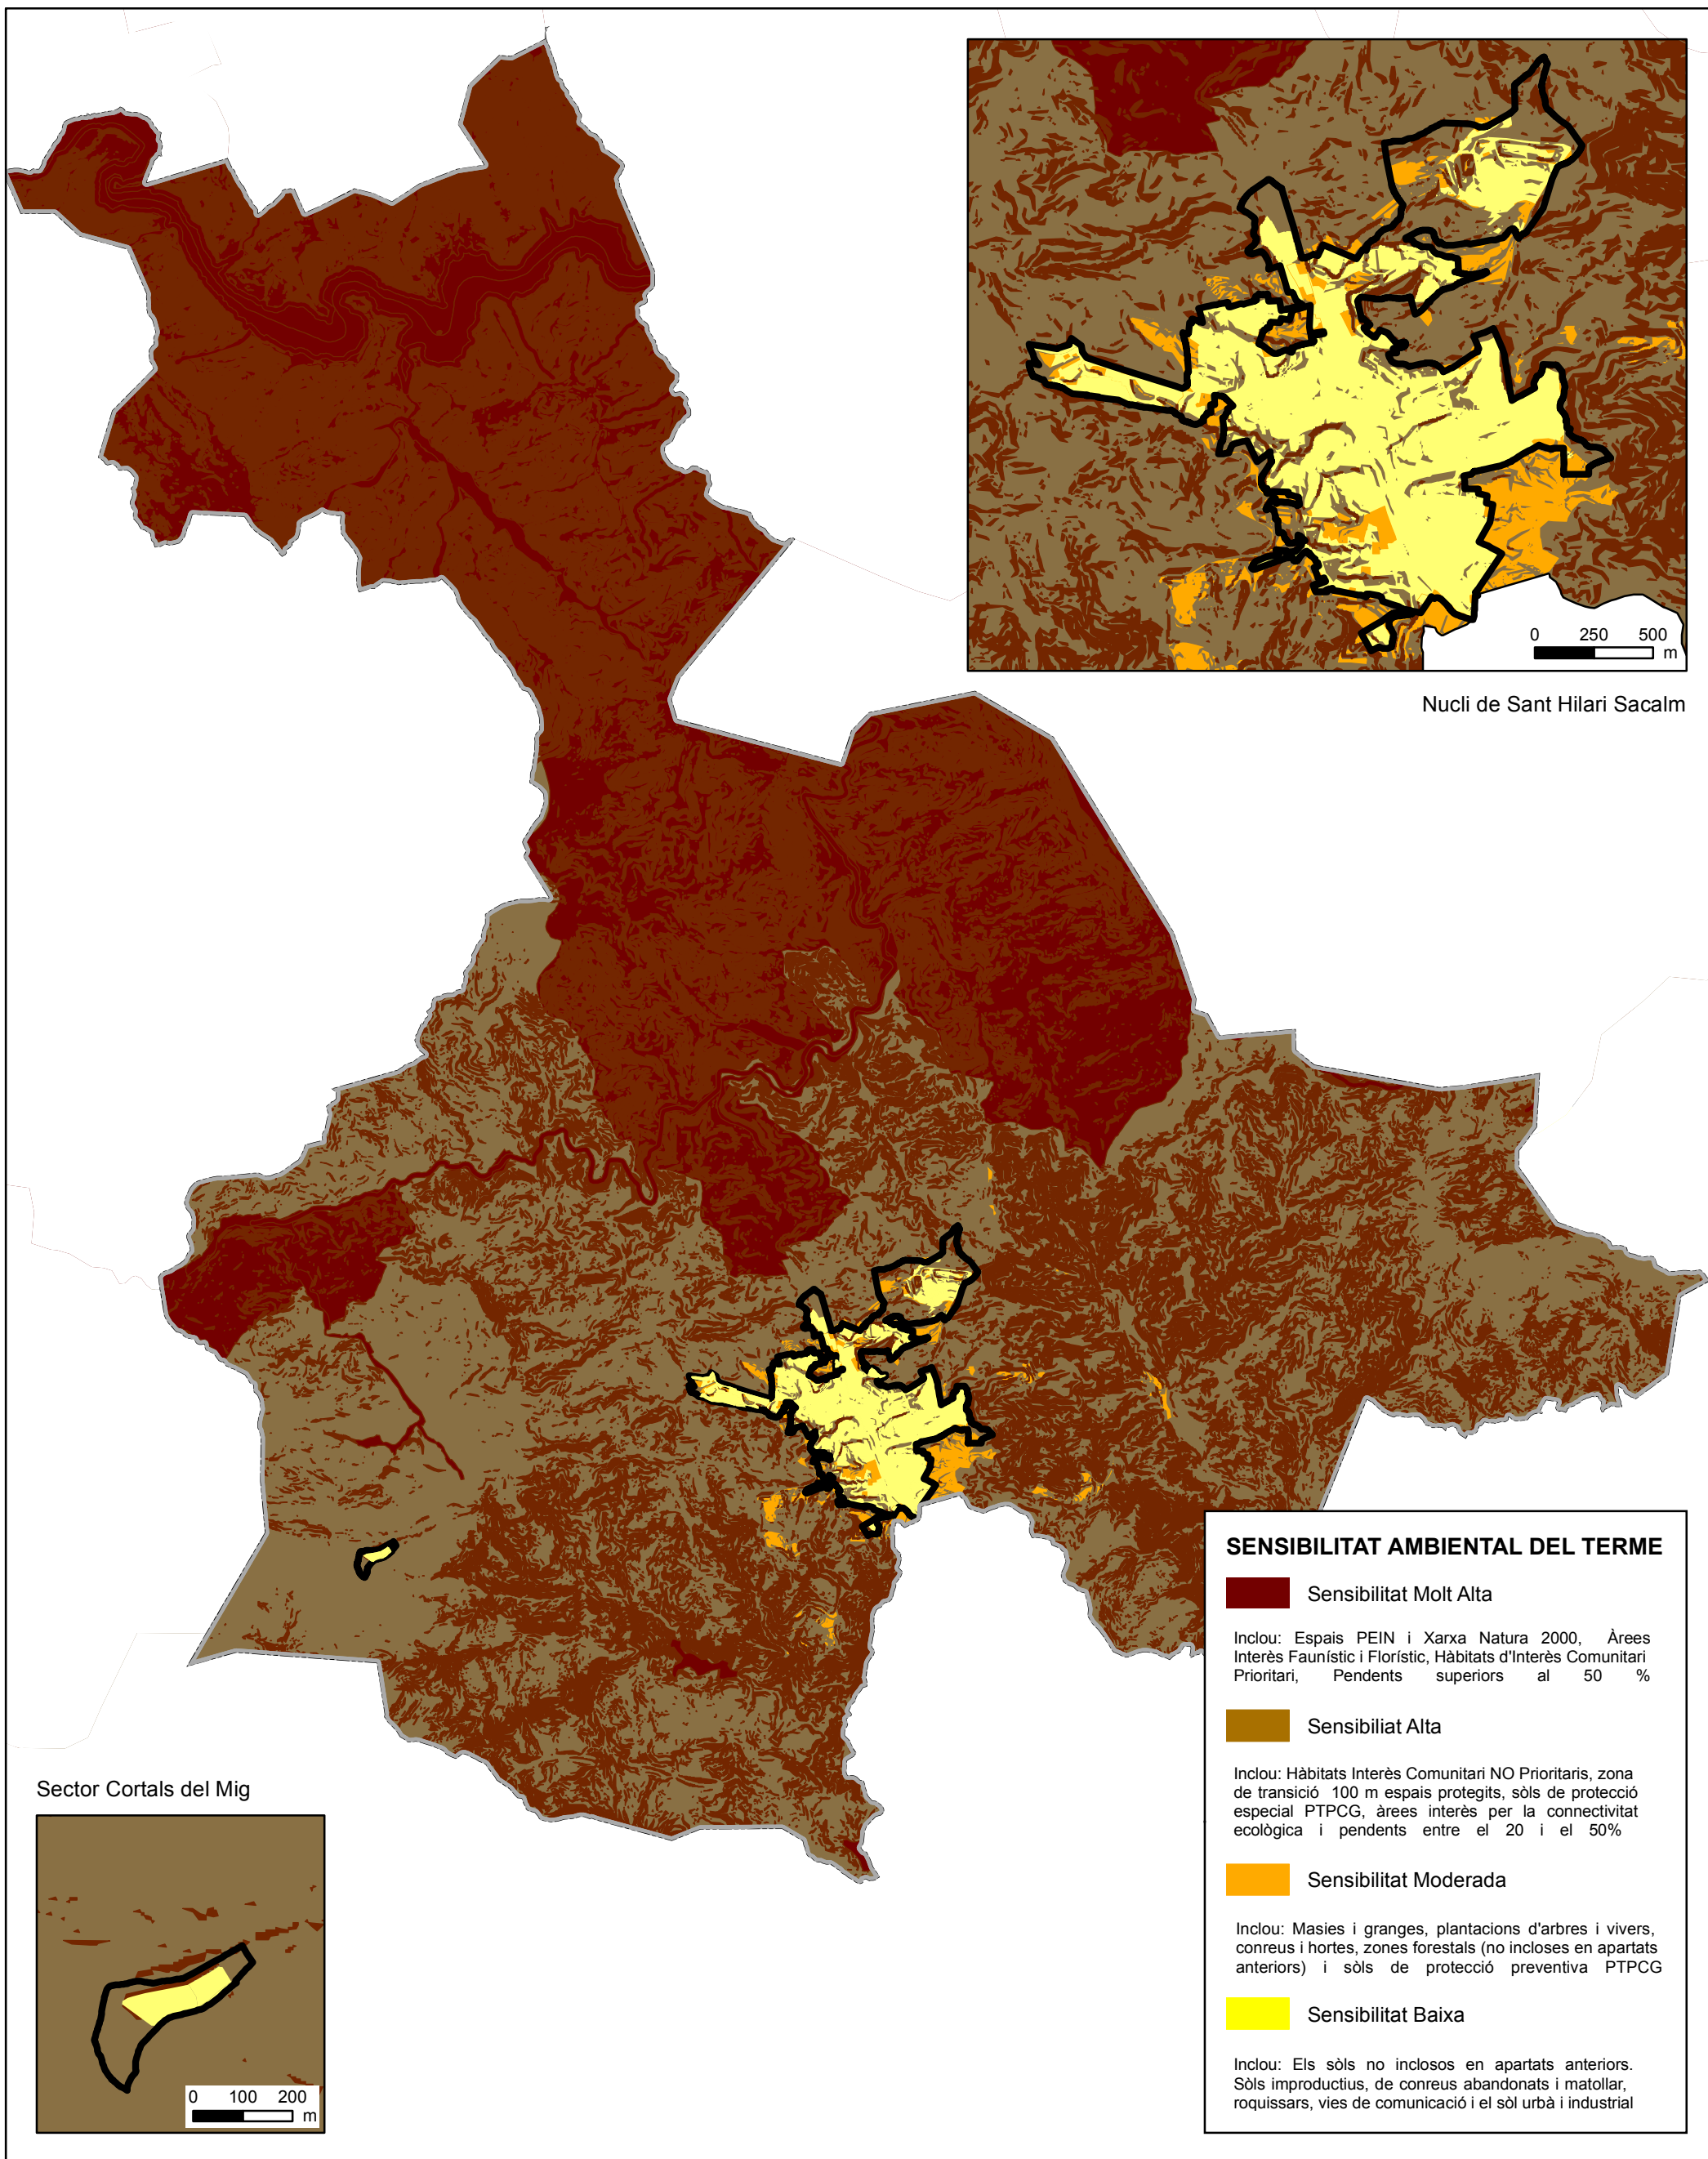 0 250 500
m
Nucli de Sant Hilari Sacalm
SENSIBILITAT AMBIENTAL DEL TERME
Sensibilitat Molt Alta
Inclou: Espais PEIN i Xarxa Natura 2000, Àrees
Interès Faunístic i Florístic, Hàbitats d'Interès Comunitari
Prioritari, Pendents superiors al 50 %
Sensibiliat Alta
Inclou: Hàbitats Interès Comunitari NO Prioritaris, zona
de transició 100 m espais protegits, sòls de protecció
especial PTPCG, àrees interès per la connectivitat
ecològica i pendents entre el 20 i el 50%
Sensibilitat Moderada
Inclou: Masies i granges, plantacions d'arbres i vivers,
conreus i hortes, zones forestals (no incloses en apartats
anteriors) i sòls de protecció preventiva PTPCG
Sensibilitat Baixa
Inclou: Els sòls no inclosos en apartats anteriors.
Sòls improductius, de conreus abandonats i matollar,
roquissars, vies de comunicació i el sòl urbà i industrial
Sector Cortals del Mig
0 100 200
m